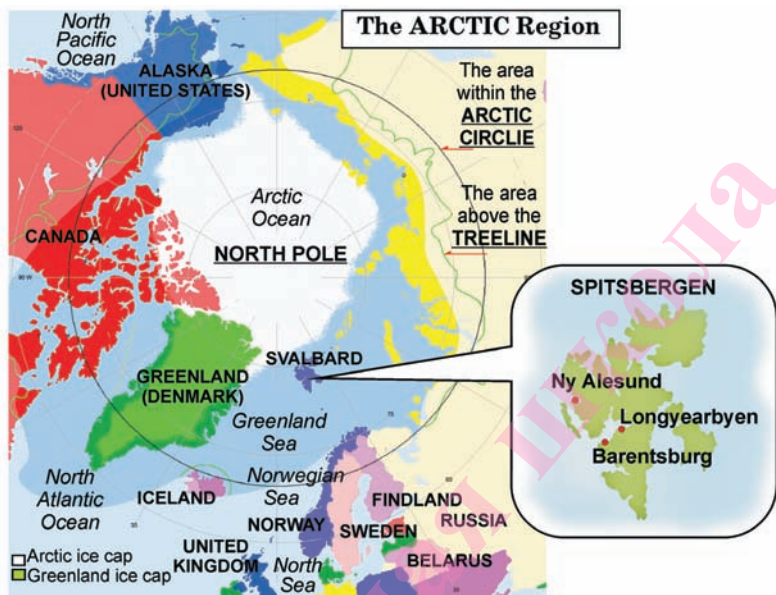 The ARCTIC Region
North
Pacific
Ocean
ALASKA
(UNITED STATES)
The area
within the
ARCTIC
CIRCLIE
The area
above the
TREELINE
Arctic
Ocean
NORTH POLE
CANADA
SVALBARD
GREENLAND
(DENMARK)
Greenland
Sea
North
Atlantic
Ocean
ICELAND
Norwegian
Sea
NORWAY
SWEDEN
FINDLAND
RUSSIA
BELARUS
UNITED
KINGDOM
North
Sea
Arctic ice cap
Greenland ice cap
SPITSBERGEN
Ny Alesund
Longyearbyen
Barentsburg
школа